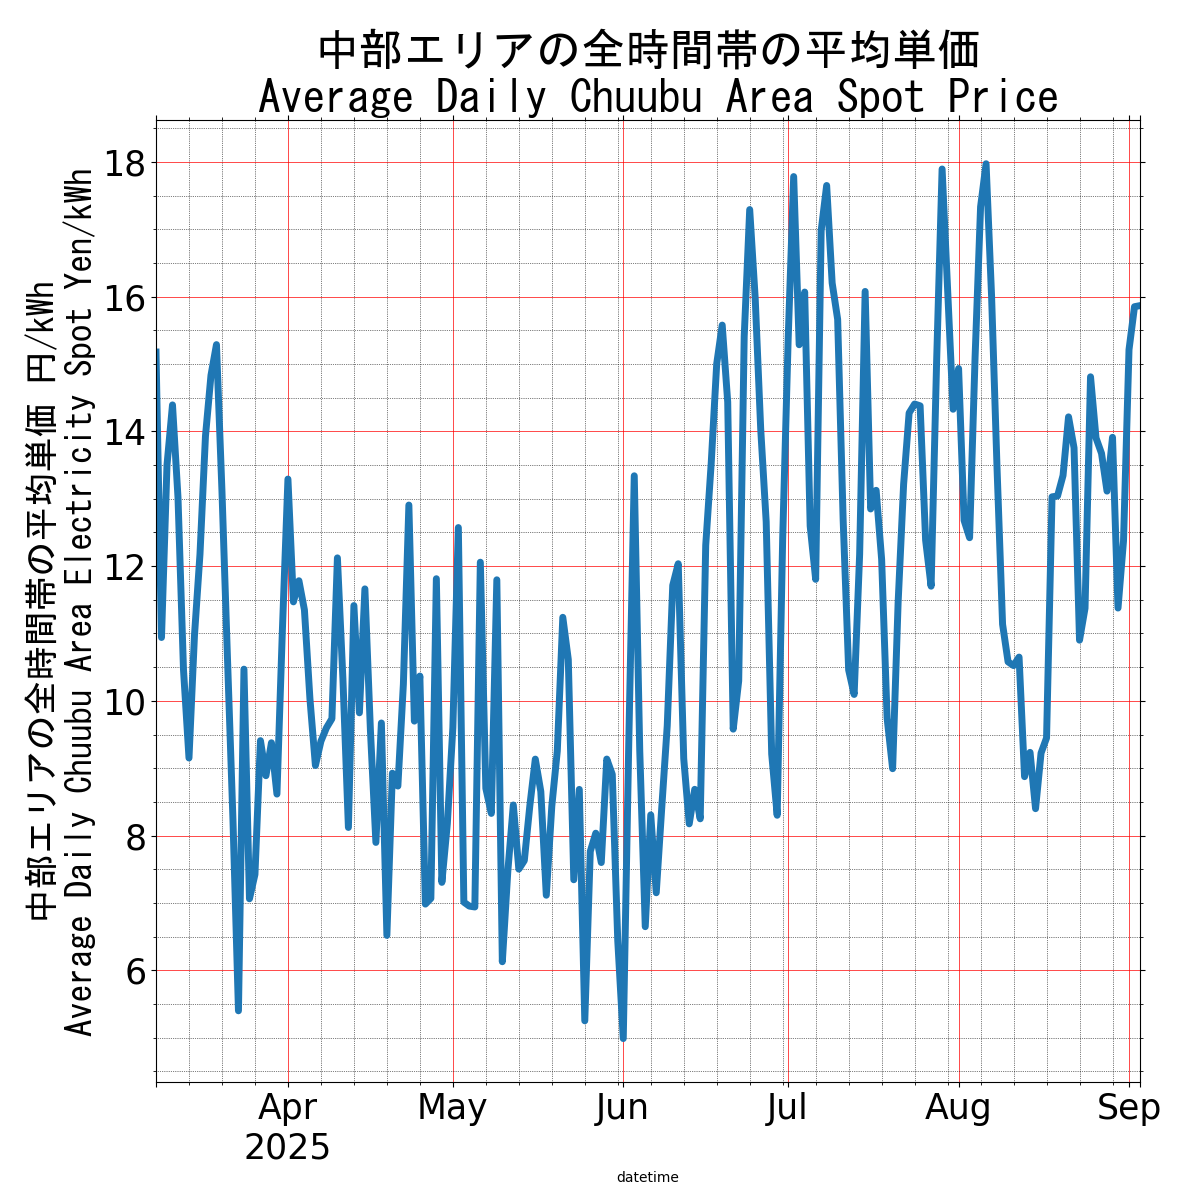 中部エリアの全時間帯の平均単価
Average Daily Chuubu Area Spot Price
中部エリアの全時間帯の平均単価 円/kWh
Average Daily Chuubu Area Electricity Spot Yen/kWh
18
16
14
12
10
8
6
Apr
May
Jun
Jul
Aug
Sep
2025
datetime